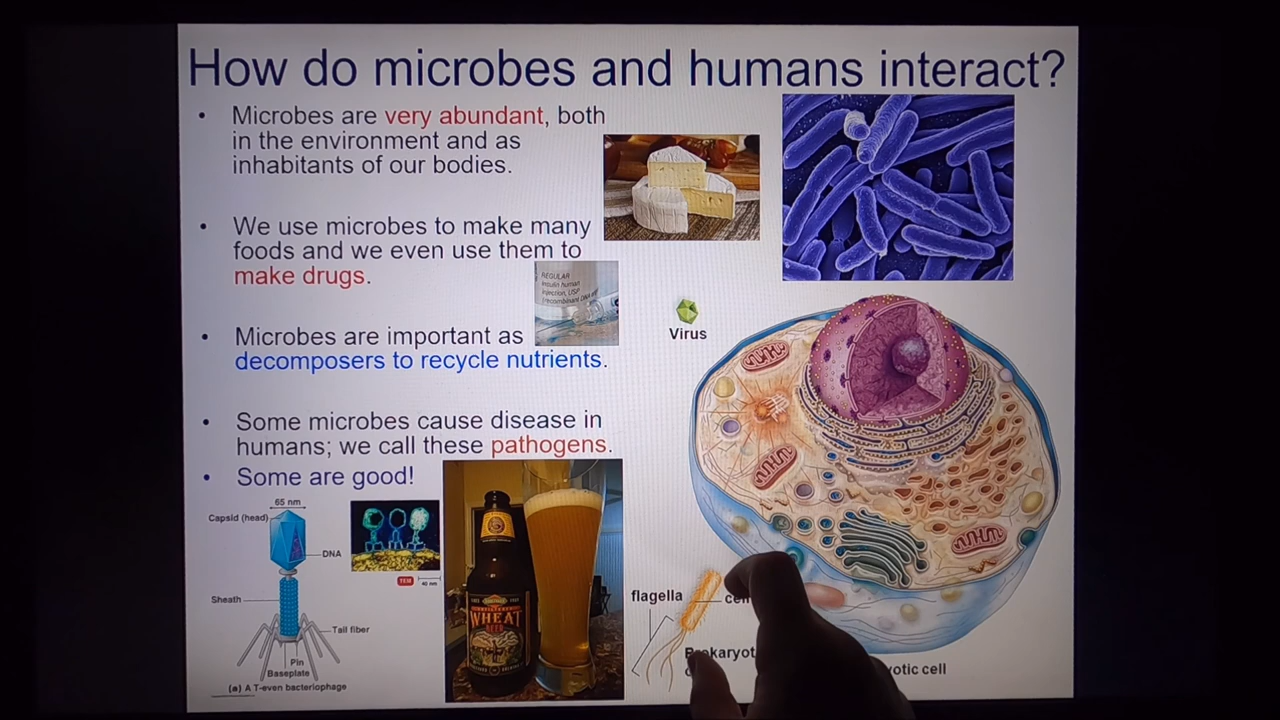 How do microbes and humans interact?
• Microbes are very abundant, both
in the environment and as
inhabitants of our bodies.
• We use microbes to make many
foods and we even use them to
make drugs.
REGULAR
insulin human
injection, USP
(recombinant DNA
Virus
• Microbes are important as
decomposers to recycle nutrients.
• Some microbes cause disease in
humans; we call these pathogens.
• Some are good!
65 nm
Capsid (head)
DNA
TEM
40 nm
Sheath
Tail fiber
Pin
Baseplate
(a) A T-even bacteriophage
WHEAT
BEER
flagella
cell
Prokaryot
yotic cell